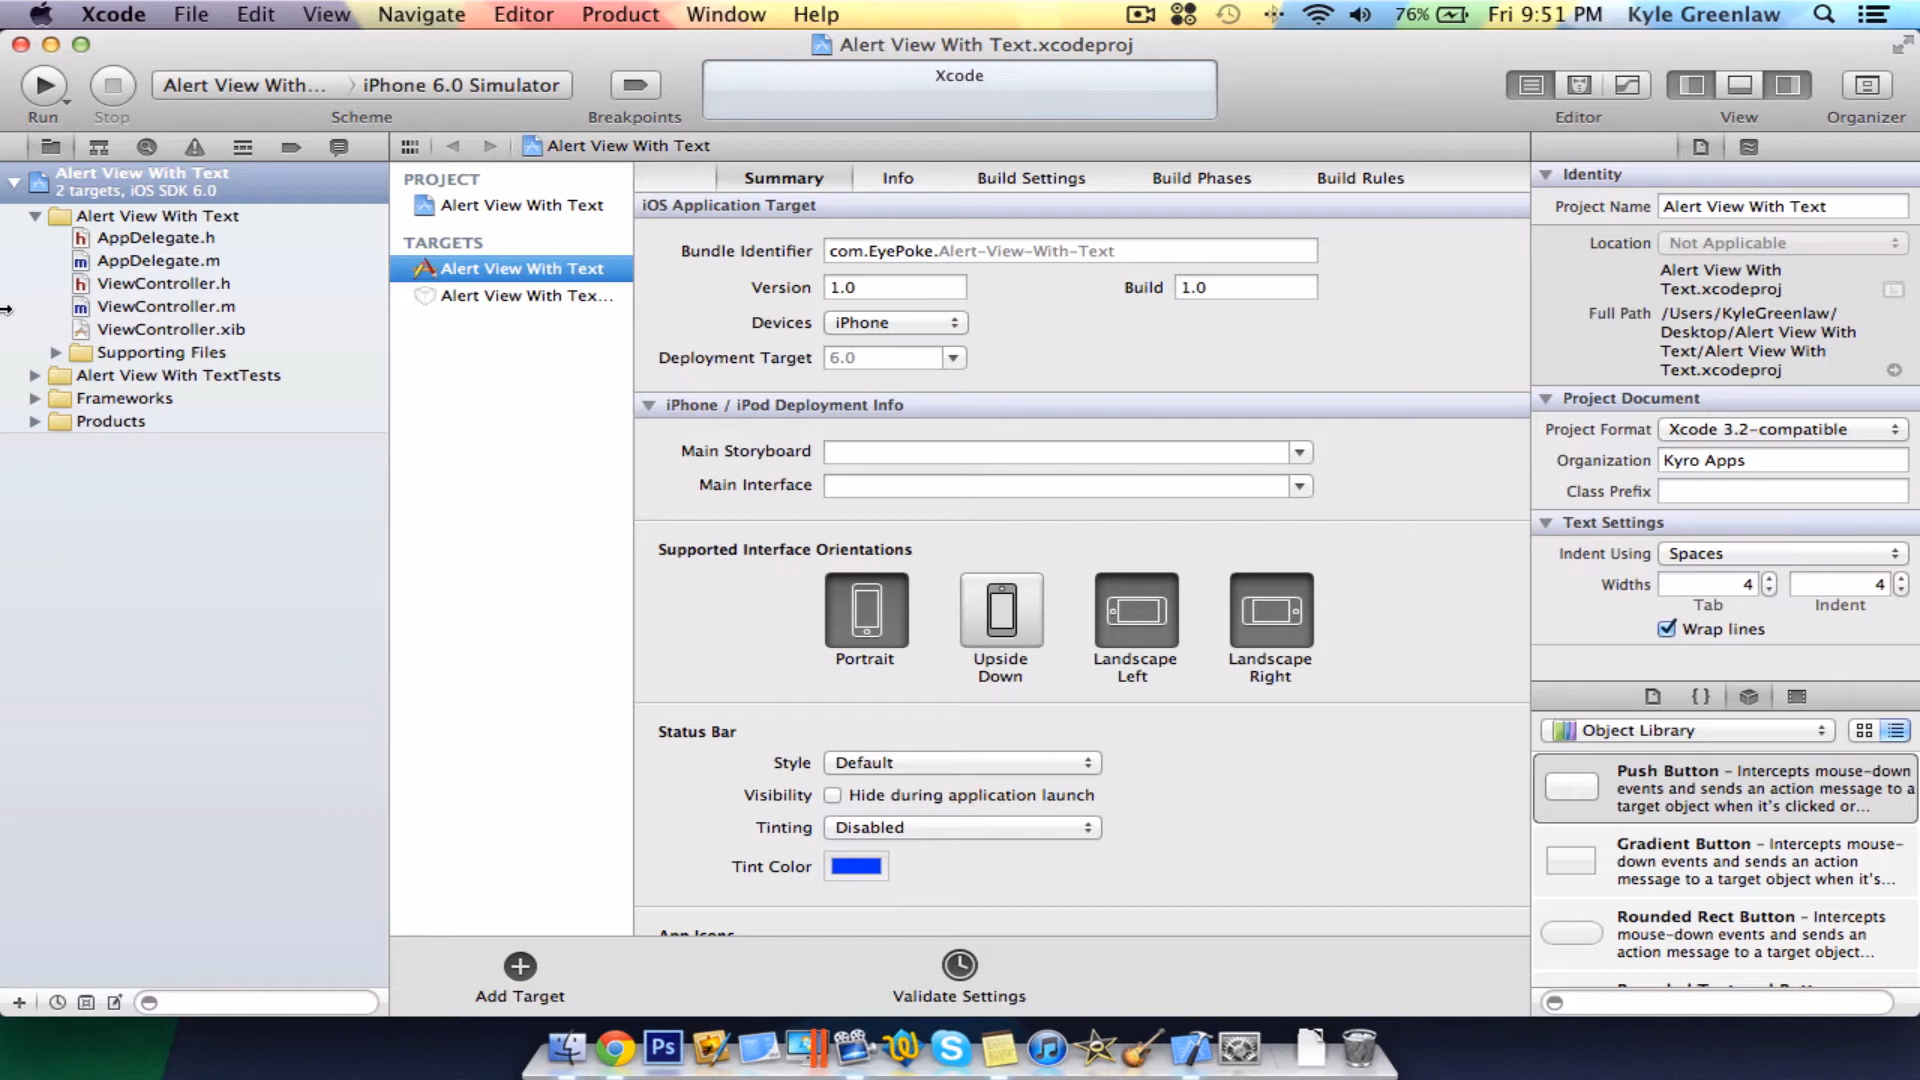 Xcode File Edit View Navigate Editor Product Window Help 76% Fri 9:51 PM Kyle Greenlaw
Alert View With Text.xcodeproj
Alert View With... iPhone 6.0 Simulator
Xcode
Run Stop Scheme Breakpoints Editor View Organizer
Alert View With Text
2 targets, iOS SDK 6.0
Alert View With Text
AppDelegate.h
AppDelegate.m
ViewController.h
ViewController.m
ViewController.xib
Supporting Files
Alert View With TextTests
Frameworks
Products
Alert View With Text
PROJECT
Alert View With Text
TARGETS
Alert View With Text
Alert View With Tex...
Add Target
Summary Info Build Settings Build Phases Build Rules
iOS Application Target
Bundle Identifier com.EyePoke.Alert-View-With-Text
Version 1.0 Build 1.0
Devices iPhone
Deployment Target 6.0
iPhone / iPod Deployment Info
Main Storyboard
Main Interface
Supported Interface Orientations
Portrait Upside Landscape Landscape
Down Left Right
Status Bar
Style Default
Visibility Hide during application launch
Tinting Disabled
Tint Color
App Icons
Validate Settings
Identity
Project Name Alert View With Text
Location Not Applicable
Alert View With
Text.xcodeproj
Full Path /Users/KyleGreenlaw/
Desktop/Alert View With
Text/Alert View With
Text.xcodeproj
Project Document
Project Format Xcode 3.2-compatible
Organization Kyro Apps
Class Prefix
Text Settings
Indent Using Spaces
Widths 4 4
Tab Indent
Wrap lines
{ }
Object Library
Push Button - Intercepts mouse-down
events and sends an action message to a
target object when it's clicked or...
Gradient Button - Intercepts mouse-
down events and sends an action
message to a target object when it's...
Rounded Rect Button - Intercepts
mouse-down events and sends an
action message to a target object...
Ps